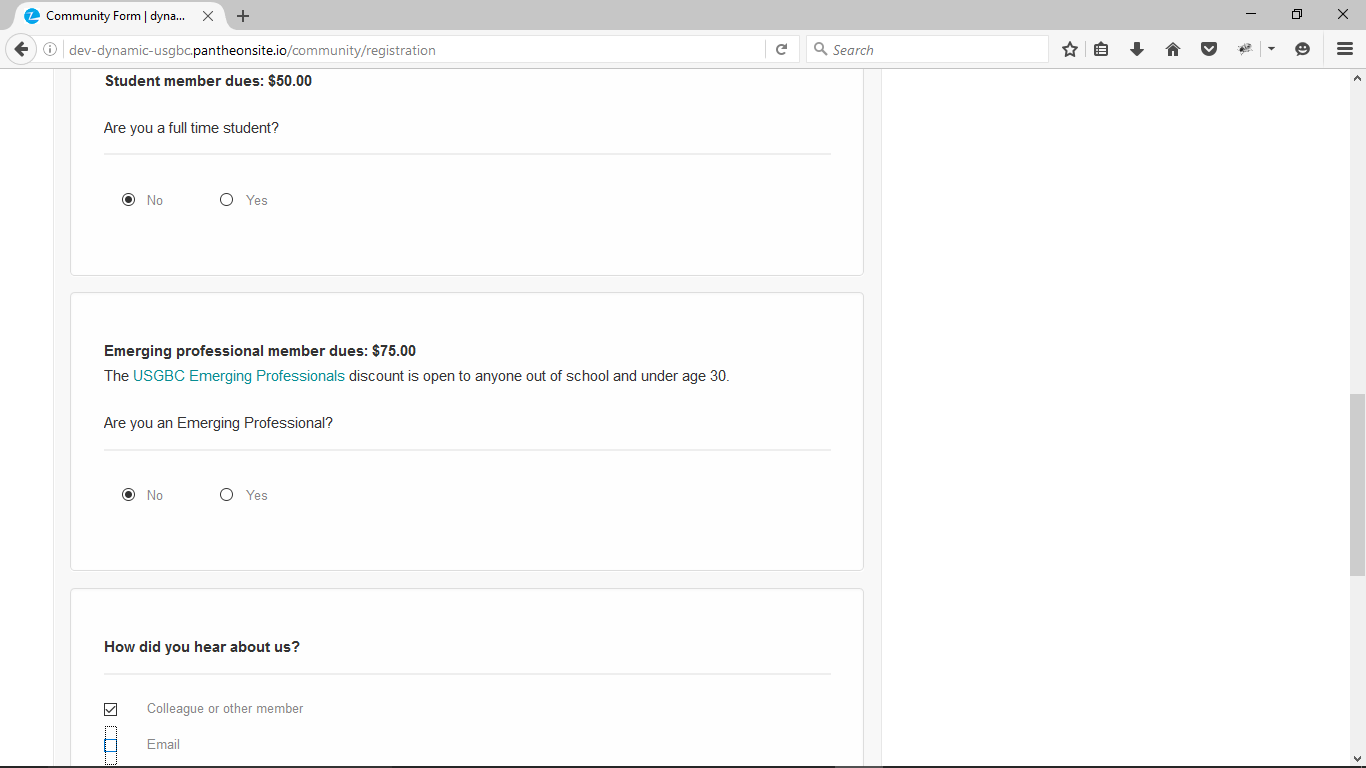 Community Form | dyna...
dev-dynamic-usgbc.pantheonsite.io/community/registration
Search
Student member dues: $50.00
Are you a full time student?
No Yes
Emerging professional member dues: $75.00
The USGBC Emerging Professionals discount is open to anyone out of school and under age 30.
Are you an Emerging Professional?
No Yes
How did you hear about us?
Colleague or other member
Email